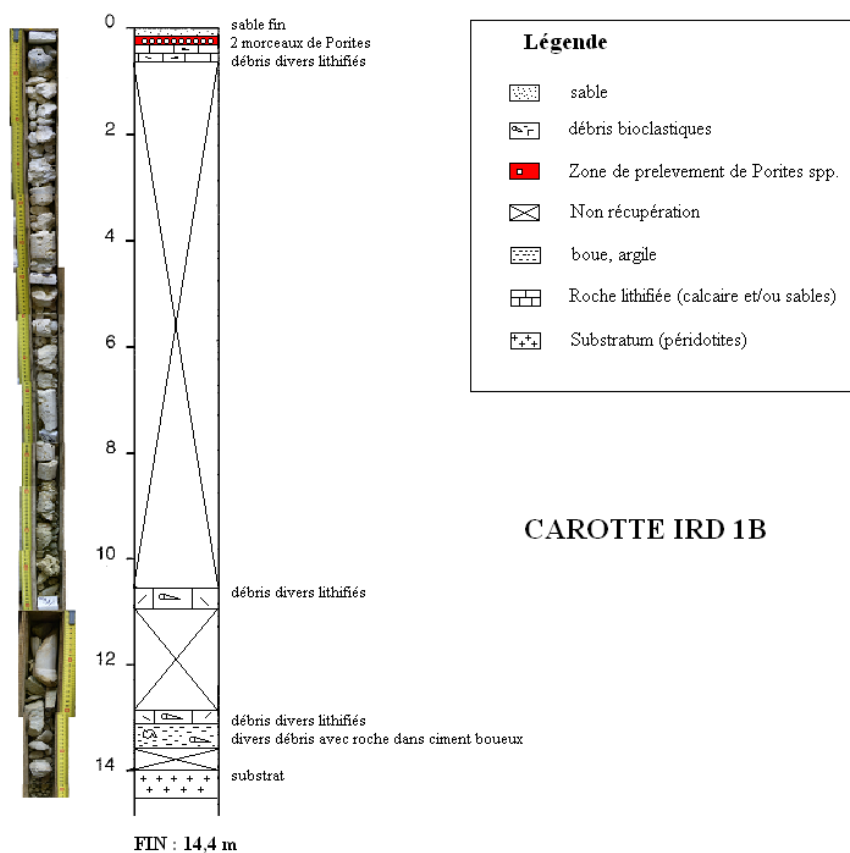 0
sable fin
2 morceaux de Porites
débris divers lithifiés
2
4
6
8
10
débris divers lithifiés
12
débris divers lithifiés
divers débris avec roche dans ciment boueux
14
substrat
FIN : 14,4 m
Légende
sable
débris bioclastiques
Zone de prelevement de Porites spp.
Non récupération
boue, argile
Roche lithifiée (calcaire et/ou sables)
Substratum (péridotites)
CAROTTE IRD 1B